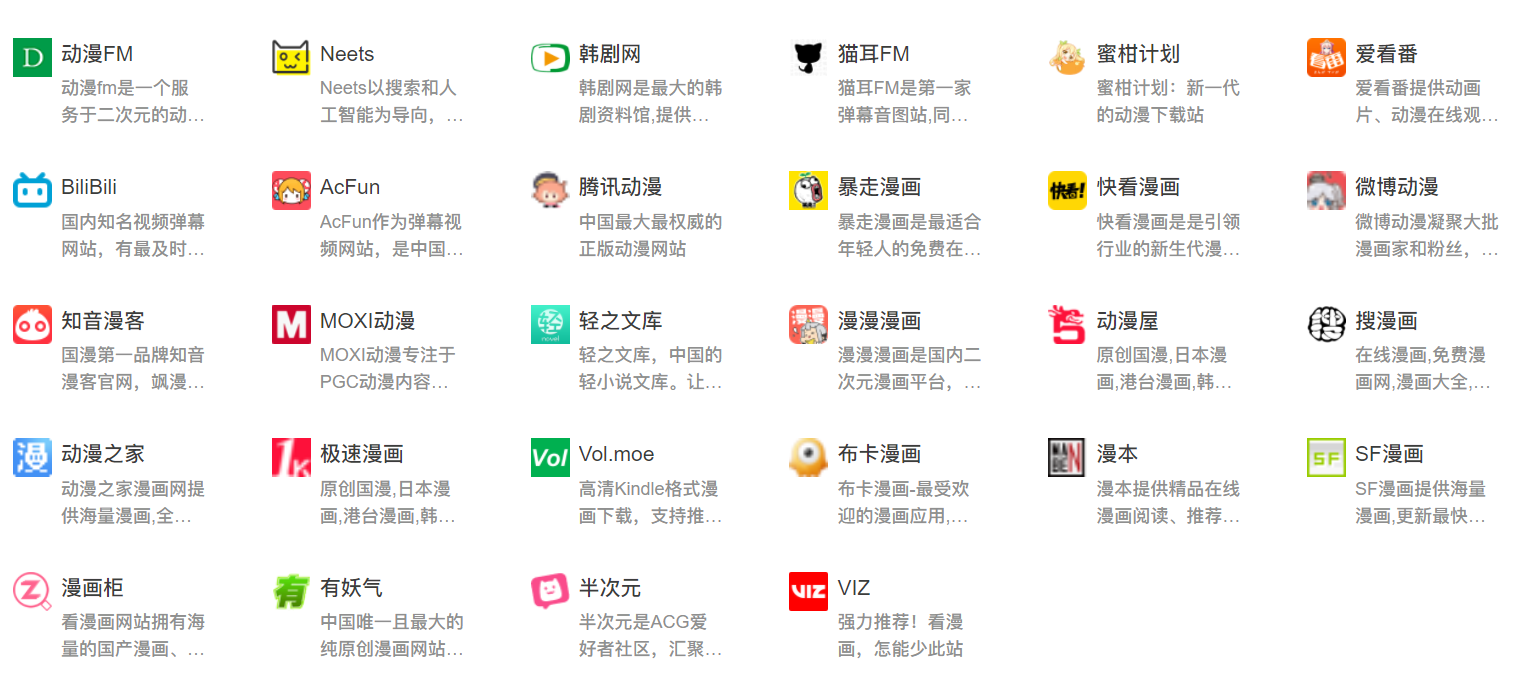 D 动漫FM
动漫fm是一个服
务于二次元的动…
Neets
Neets以搜索和人
工智能为导向，…
韩剧网
韩剧网是最大的韩
剧资料馆,提供…
猫耳FM
猫耳FM是第一家
弹幕音图站,同…
蜜柑计划
蜜柑计划：新一代
的动漫下载站
看番
爱看番
爱看番提供动画
片、动漫在线观…
BiliBili
国内知名视频弹幕
网站，有最及时…
AcFun
AcFun作为弹幕视
频网站，是中国…
腾讯动漫
中国最大最权威的
正版动漫网站
暴走漫画
暴走漫画是最适合
年轻人的免费在…
快看!
快看漫画
快看漫画是是引领
行业的新生代漫…
微博动漫
微博动漫凝聚大批
漫画家和粉丝，…
知音漫客
国漫第一品牌知音
漫客官网，飒漫…
M MOXI动漫
MOXI动漫专注于
PGC动漫内容…
novel
轻之文库
轻之文库，中国的
轻小说文库。让…
漫漫漫画
漫漫漫画是国内二
次元漫画平台，…
动漫屋
原创国漫,日本漫
画,港台漫画,韩…
搜漫画
在线漫画,免费漫
画网,漫画大全,…
漫 动漫之家
动漫之家漫画网提
供海量漫画,全…
1K 极速漫画
原创国漫,日本漫
画,港台漫画,韩…
Vol Vol.moe
高清Kindle格式漫
画下载，支持推…
布卡漫画
布卡漫画-最受欢
迎的漫画应用,…
MAN
BEN
漫本
漫本提供精品在线
漫画阅读、推荐…
SF SF漫画
SF漫画提供海量
漫画,更新最快…
Z 漫画柜
看漫画网站拥有海
量的国产漫画、…
有 有妖气
中国唯一且最大的
纯原创漫画网站…
半次元
半次元是ACG爱
好者社区，汇聚…
VIZ VIZ
强力推荐！看漫
画，怎能少此站